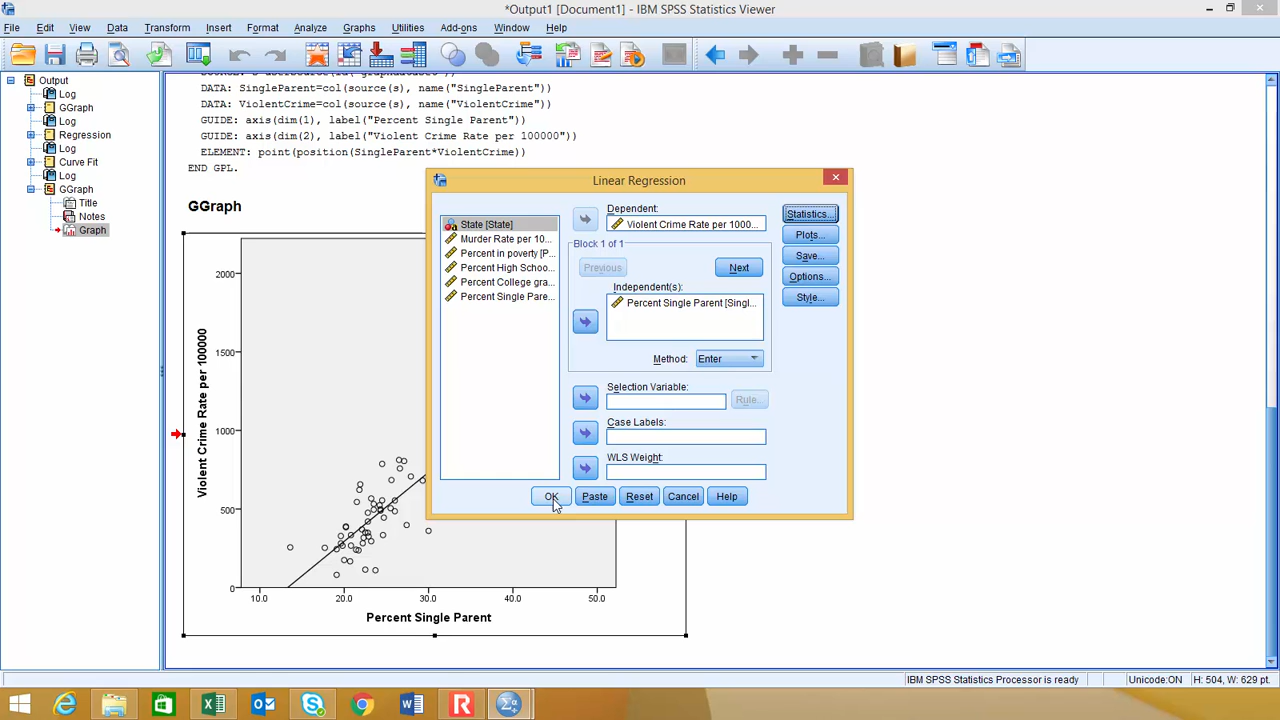 *Output1 [Document1] - IBM SPSS Statistics Viewer
File Edit View Data Transform Insert Format Analyze Graphs Utilities Add-ons Window Help
Output
Log
GGraph
Log
Regression
Log
Curve Fit
Log
GGraph
Title
Notes
Graph
DATA: SingleParent=col(source(s), name("SingleParent"))
DATA: ViolentCrime=col(source(s), name("ViolentCrime"))
GUIDE: axis(dim(1), label("Percent Single Parent"))
GUIDE: axis(dim(2), label("Violent Crime Rate per 100000"))
ELEMENT: point(position(SingleParent*ViolentCrime))
END GPL.
GGraph
Violent Crime Rate per 100000
2000
1500
1000
500
0
10.0 20.0 30.0 40.0 50.0
Percent Single Parent
Linear Regression
State [State]
Murder Rate per 10...
Percent in poverty [P...
Percent High Schoo...
Percent College gra...
Percent Single Pare...
Dependent:
Violent Crime Rate per 1000...
Block 1 of 1
Previous Next
Independent(s):
Percent Single Parent [Singl...
Method: Enter
Selection Variable:
Rule...
Case Labels:
WLS Weight:
Statistics...
Plots...
Save...
Options...
Style...
OK Paste Reset Cancel Help
IBM SPSS Statistics Processor is ready Unicode:ON H: 504, W: 629 pt.